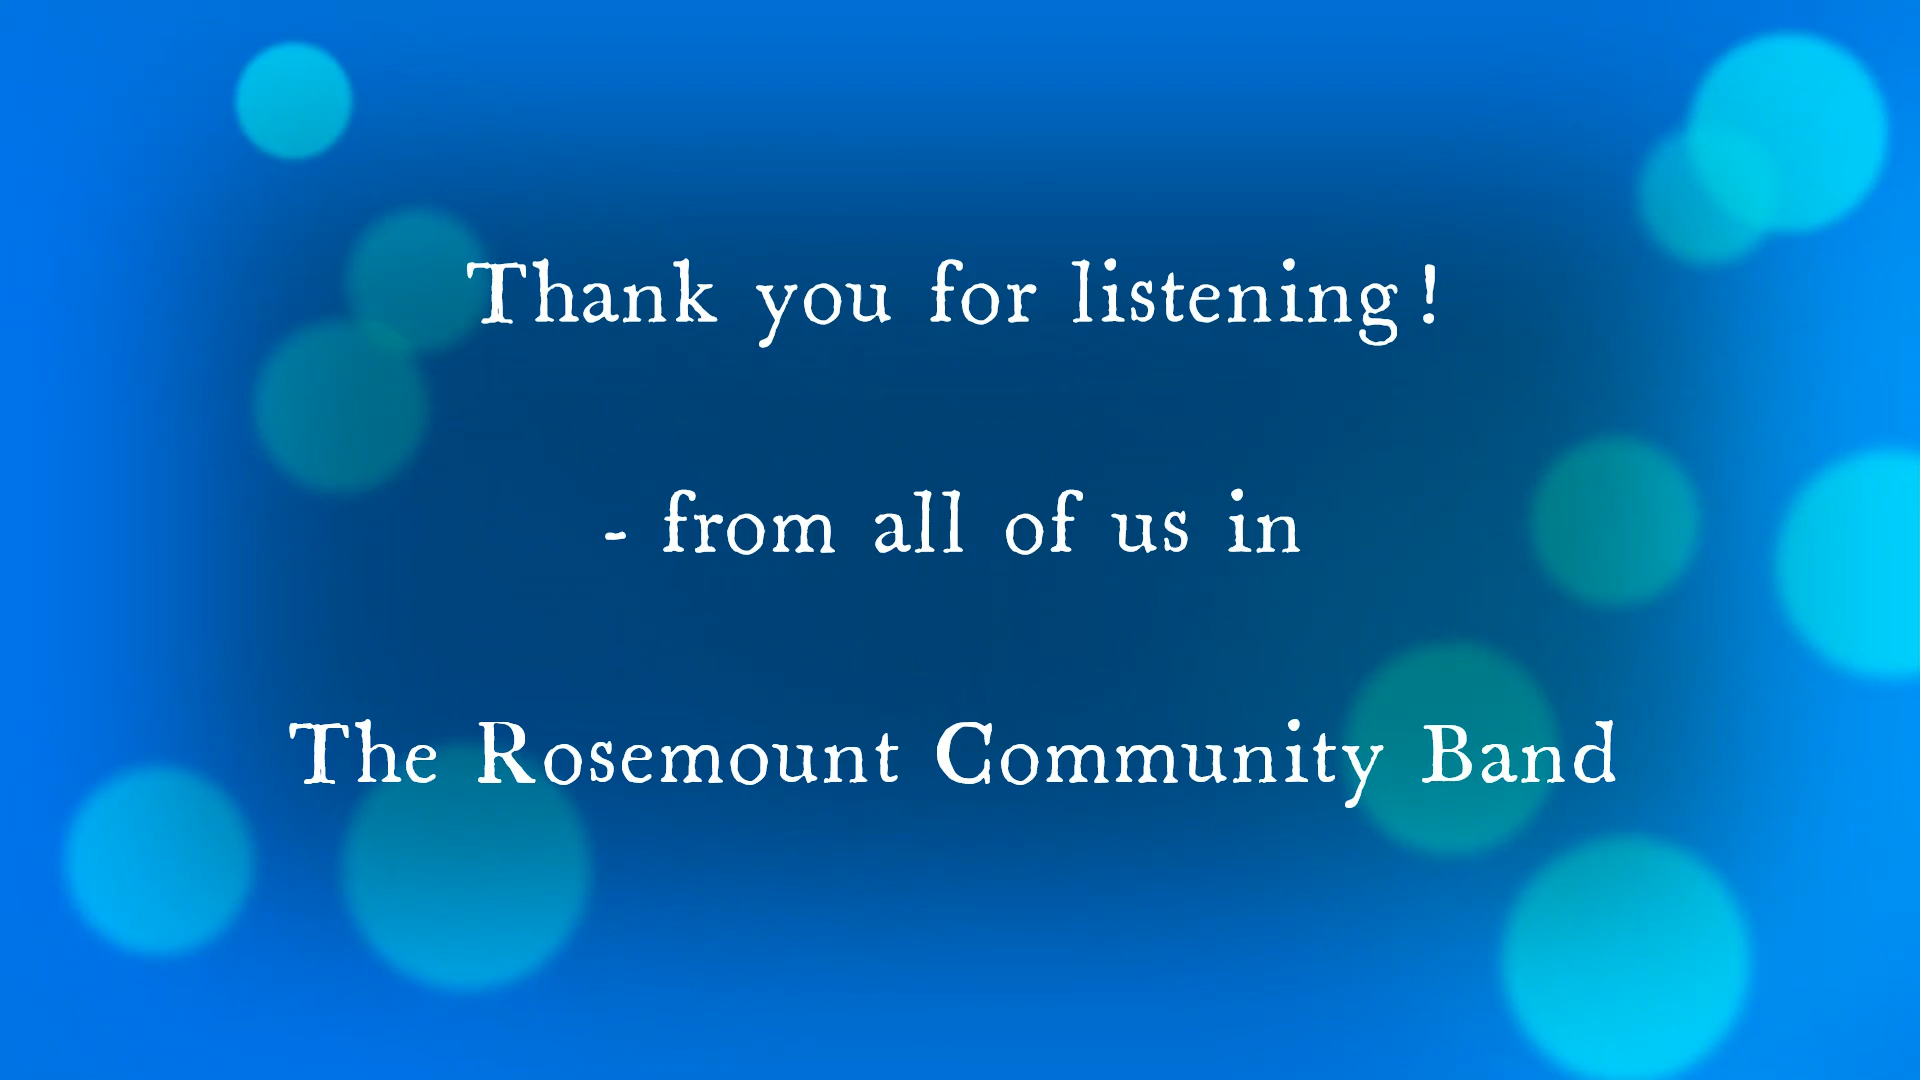 Thank you for listening!
- from all of us in
The Rosemount Community Band